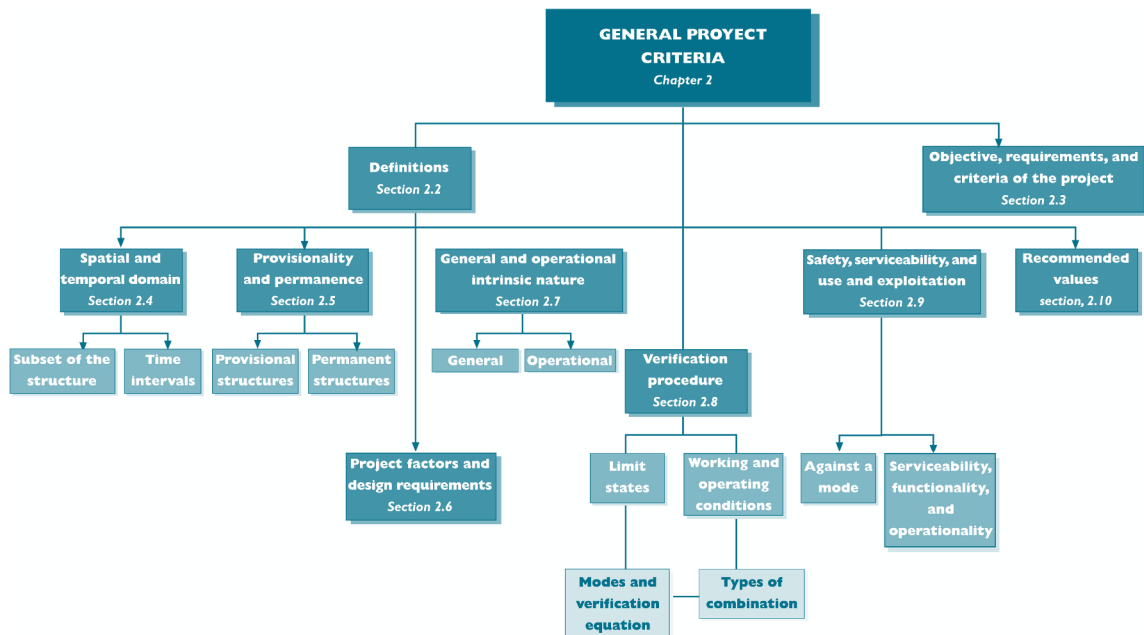 GENERAL PROYECT
CRITERIA
Chapter 2
Definitions
Section 2.2
Objective, requirements, and
criteria of the project
Section 2.3
Spatial and
temporal domain
Section 2.4
Provisionality
and permanence
Section 2.5
General and operational
intrinsic nature
Section 2.7
Safety, serviceability, and
use and exploitation
Section 2.9
Recommended
values
section, 2.10
Subset of the
structure
Time
intervals
Provisional
structures
Permanent
structures
General
Operational
Verification
procedure
Section 2.8
Project factors and
design requirements
Section 2.6
Limit
states
Working and
operating
conditions
Against a
mode
Serviceability,
functionality,
and
operationality
Modes and
verification
equation
Types of
combination